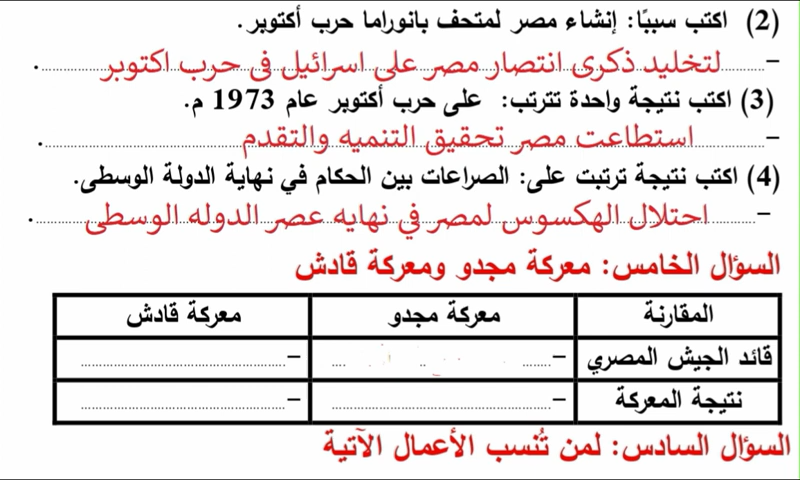 (2) اكتب سببًا: إنشاء مصر لمتحف بانوراما حرب أكتوبر.
– لتخليد ذكرى انتصار مصر على اسرائيل في حرب اكتوبر.
(3) اكتب نتيجة واحدة تترتب: على حرب أكتوبر عام 1973 م.
– استطاعت مصر تحقيق التنميه والتقدم.
(4) اكتب نتيجة ترتبت على: الصراعات بين الحكام في نهاية الدولة الوسطى.
– احتلال الهكسوس لمصر في نهايه عصر الدوله الوسطى.
السؤال الخامس: معركة مجدو ومعركة قادش
المقارنة معركة مجدو معركة قادش
قائد الجيش المصري – ........ – ........
نتيجة المعركة – ........ – ........
السؤال السادس: لمن تُنسب الأعمال الآتية